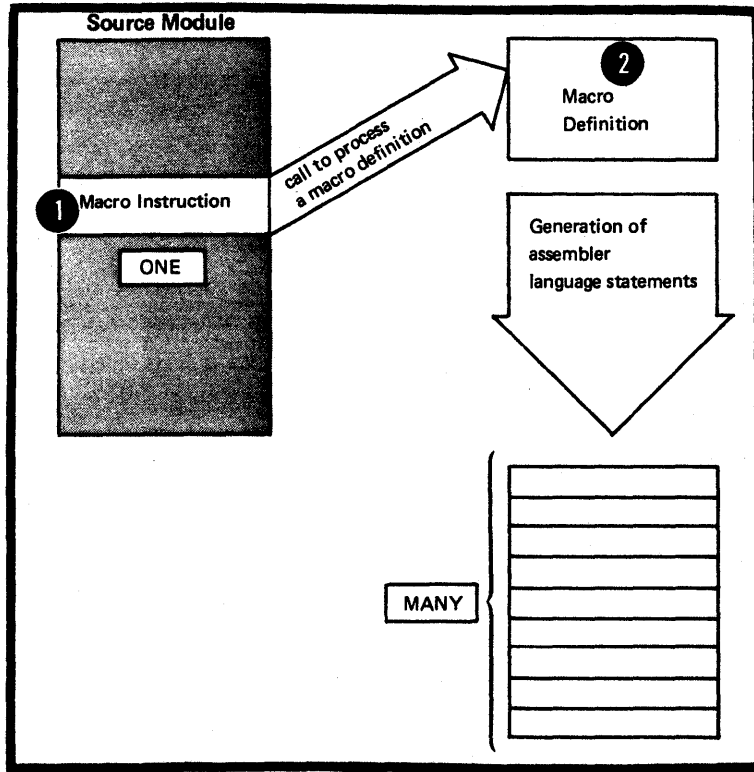 Source Module
1
Macro Instruction
ONE
call to process
a macro definition
2
Macro
Definition
Generation of
assembler
language statements
MANY